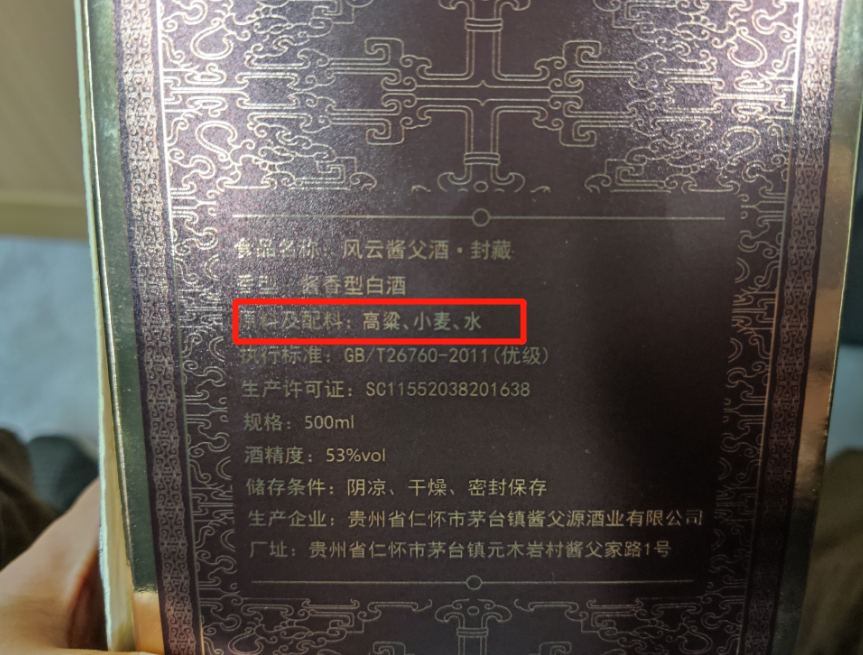 食品名称：风云酱父酒·封藏
香型：酱香型白酒
原料及配料：高粱、小麦、水
执行标准：GB/T26760-2011(优级)
生产许可证：SC11552038201638
规格：500ml
酒精度：53%vol
储存条件：阴凉、干燥、密封保存
生产企业：贵州省仁怀市茅台镇酱父源酒业有限公司
厂址：贵州省仁怀市茅台镇元木岩村酱父家路1号